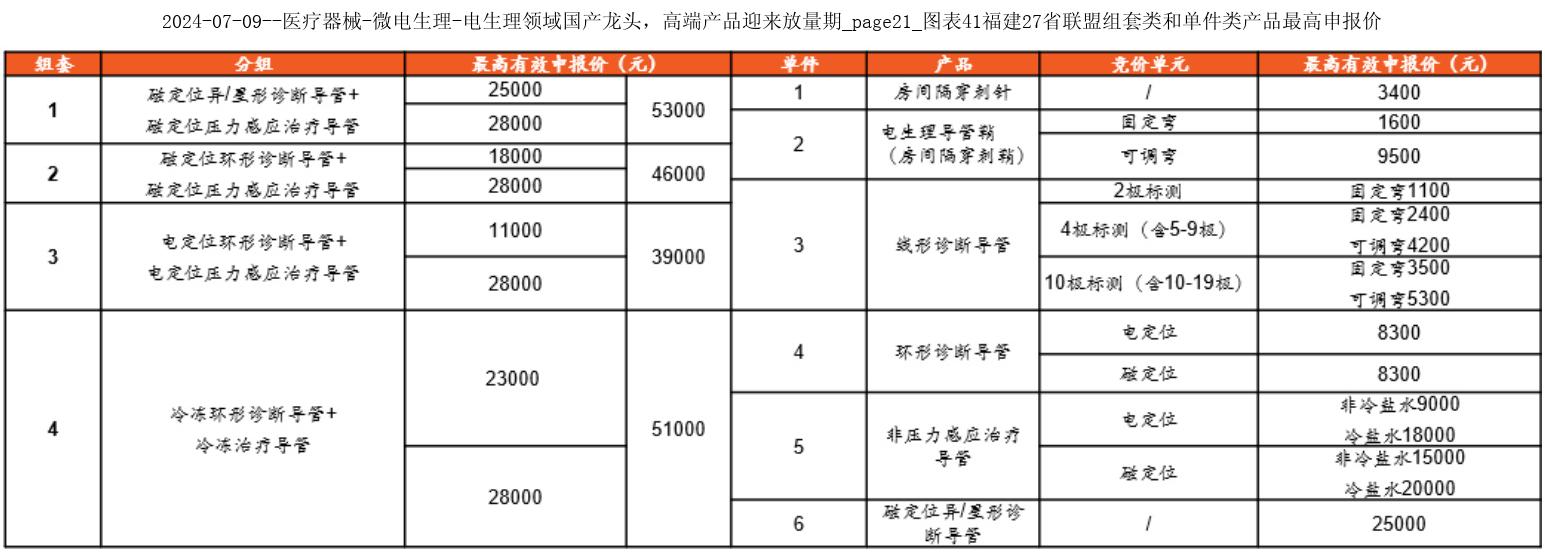 2024-07-09--医疗器械-微电生理-电生理领域国产龙头，高端产品迎来放量期_page21_图表41福建27省联盟组套类和单件类产品最高申报价
组套 分组 最高有效申报价（元） 单件 产品 竞价单元 最高有效申报价（元）
1
磁定位异/星形诊断导管+
磁定位压力感应治疗导管
25000
28000
53000
2
磁定位环形诊断导管+
磁定位压力感应治疗导管
18000
28000
46000
3
电定位环形诊断导管+
电定位压力感应治疗导管
11000
28000
39000
4
冷冻环形诊断导管+
冷冻治疗导管
23000
28000
51000
1 房间隔穿刺针 / 3400
2
电生理导管鞘
（房间隔穿刺鞘）
固定弯 1600
可调弯 9500
3
线形诊断导管
2极标测 固定弯1100
4极标测（含5-9极）
固定弯2400
可调弯4200
10极标测（含10-19极）
固定弯3500
可调弯5300
4
环形诊断导管
电定位 8300
磁定位 8300
5
非压力感应治疗
导管
电定位
非冷盐水9000
冷盐水18000
磁定位
非冷盐水15000
冷盐水20000
6
磁定位异/星形诊
断导管
/ 25000